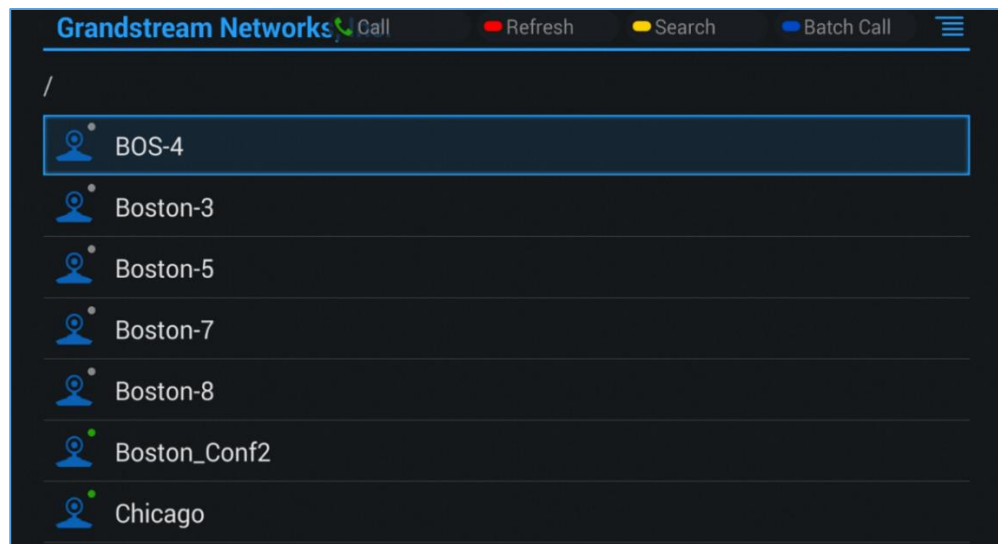 Grandstream Networks Call Refresh Search Batch Call
/
BOS-4
Boston-3
Boston-5
Boston-7
Boston-8
Boston_Conf2
Chicago